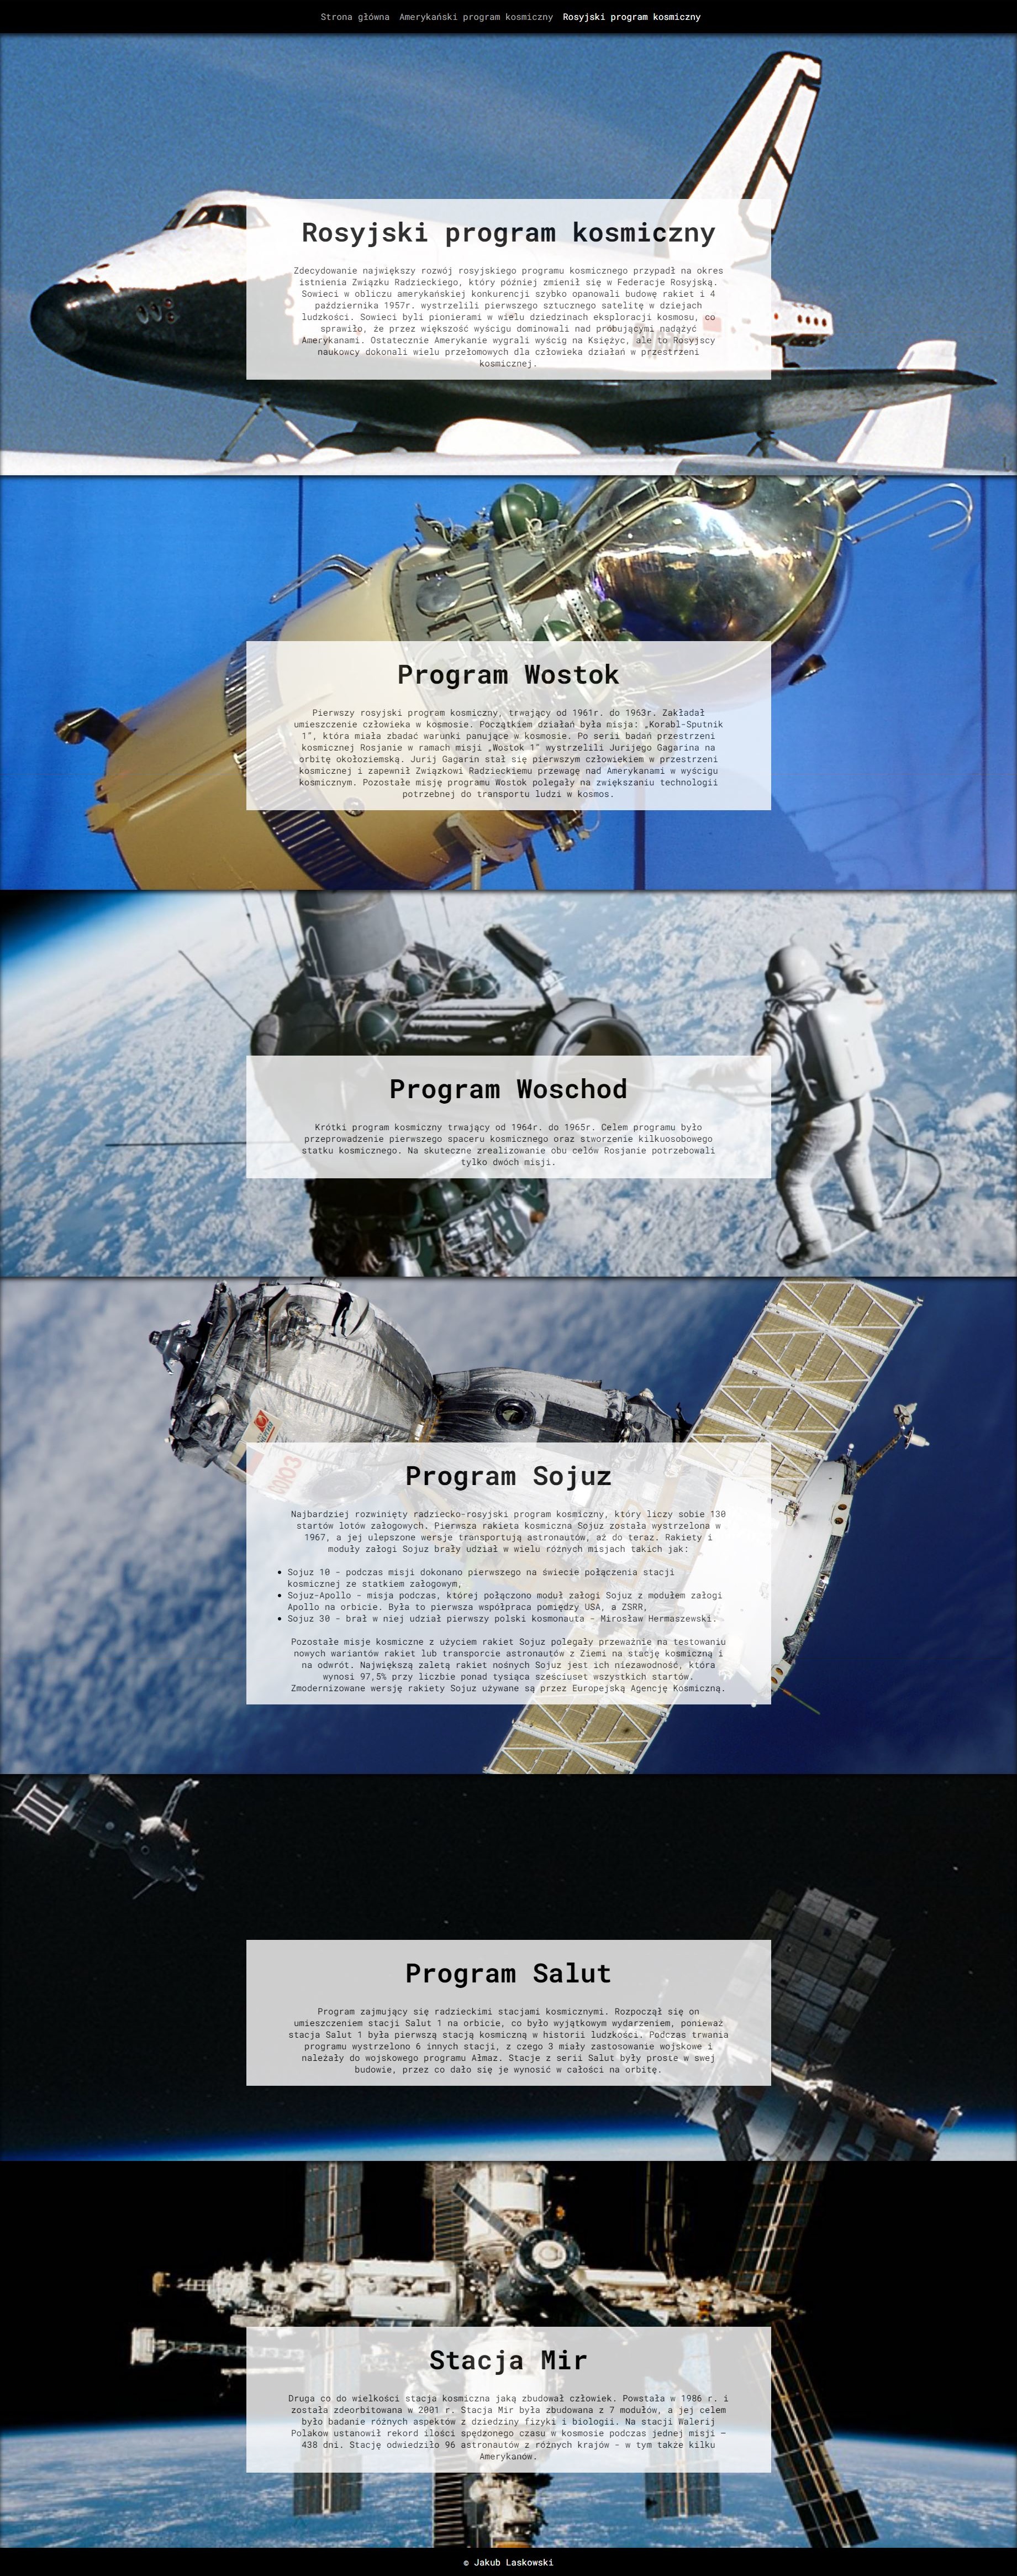 Strona główna Amerykański program kosmiczny Rosyjski program kosmiczny
Rosyjski program kosmiczny
Zdecydowanie największy rozwój rosyjskiego programu kosmicznego przypadł na okres
istnienia Związku Radzieckiego, który później zmienił się w Federacje Rosyjską.
Sowieci w obliczu amerykańskiej konkurencji szybko opanowali budowę rakiet i 4
października 1957r. wystrzelili pierwszego sztucznego satelitę w dziejach
ludzkości. Sowieci byli pionierami w wielu dziedzinach eksploracji kosmosu, co
sprawiło, że przez większość wyścigu dominowali nad próbującymi nadążyć
Amerykanami. Ostatecznie Amerykanie wygrali wyścig na Księżyc, ale to Rosyjscy
naukowcy dokonali wielu przełomowych dla człowieka działań w przestrzeni
kosmicznej.
Program Wostok
Pierwszy rosyjski program kosmiczny, trwający od 1961r. do 1963r. Zakładał
umieszczenie człowieka w kosmosie. Początkiem działań była misja: „Korabl-Sputnik
1”, która miała zbadać warunki panujące w kosmosie. Po serii badań przestrzeni
kosmicznej Rosjanie w ramach misji „Wostok 1” wystrzelili Jurijego Gagarina na
orbitę okołoziemską. Jurij Gagarin stał się pierwszym człowiekiem w przestrzeni
kosmicznej i zapewnił Związkowi Radzieckiemu przewagę nad Amerykanami w wyścigu
kosmicznym. Pozostałe misję programu Wostok polegały na zwiększaniu technologii
potrzebnej do transportu ludzi w kosmos.
Program Woschod
Krótki program kosmiczny trwający od 1964r. do 1965r. Celem programu było
przeprowadzenie pierwszego spaceru kosmicznego oraz stworzenie kilkuosobowego
statku kosmicznego. Na skuteczne zrealizowanie obu celów Rosjanie potrzebowali
tylko dwóch misji.
Program Sojuz
Najbardziej rozwinięty radziecko-rosyjski program kosmiczny, który liczy sobie 130
startów lotów załogowych. Pierwsza rakieta kosmiczna Sojuz została wystrzelona w
1967, a jej ulepszone wersje transportują astronautów, aż do teraz. Rakiety i
moduły załogi Sojuz brały udział w wielu różnych misjach takich jak:
• Sojuz 10 - podczas misji dokonano pierwszego na świecie połączenia stacji
kosmicznej ze statkiem załogowym,
• Sojuz-Apollo - misja podczas, której połączono moduł załogi Sojuz z modułem załogi
Apollo na orbicie. Była to pierwsza współpraca pomiędzy USA, a ZSRR,
• Sojuz 30 - brał w niej udział pierwszy polski kosmonauta - Mirosław Hermaszewski.
Pozostałe misje kosmiczne z użyciem rakiet Sojuz polegały przeważnie na testowaniu
nowych wariantów rakiet lub transporcie astronautów z Ziemi na stację kosmiczną i
na odwrót. Największą zaletą rakiet nośnych Sojuz jest ich niezawodność, która
wynosi 97,5% przy liczbie ponad tysiąca sześciuset wszystkich startów.
Zmodernizowane wersję rakiety Sojuz używane są przez Europejską Agencję Kosmiczną.
Program Salut
Program zajmujący się radzieckimi stacjami kosmicznymi. Rozpoczął się on
umieszczeniem stacji Salut 1 na orbicie, co było wyjątkowym wydarzeniem, ponieważ
stacja Salut 1 była pierwszą stacją kosmiczną w historii ludzkości. Podczas trwania
programu wystrzelono 6 innych stacji, z czego 3 miały zastosowanie wojskowe i
należały do wojskowego programu Ałmaz. Stacje z serii Salut były proste w swej
budowie, przez co dało się je wynosić w całości na orbitę.
Stacja Mir
Druga co do wielkości stacja kosmiczna jaką zbudował człowiek. Powstała w 1986 r. i
została zdeorbitowana w 2001 r. Stacja Mir była zbudowana z 7 modułów, a jej celem
było badanie różnych aspektów z dziedziny fizyki i biologii. Na stacji Walerij
Polakow ustanowił rekord ilości spędzonego czasu w kosmosie podczas jednej misji –
438 dni. Stację odwiedziło 96 astronautów z różnych krajów - w tym także kilku
Amerykanów.
© Jakub Laskowski